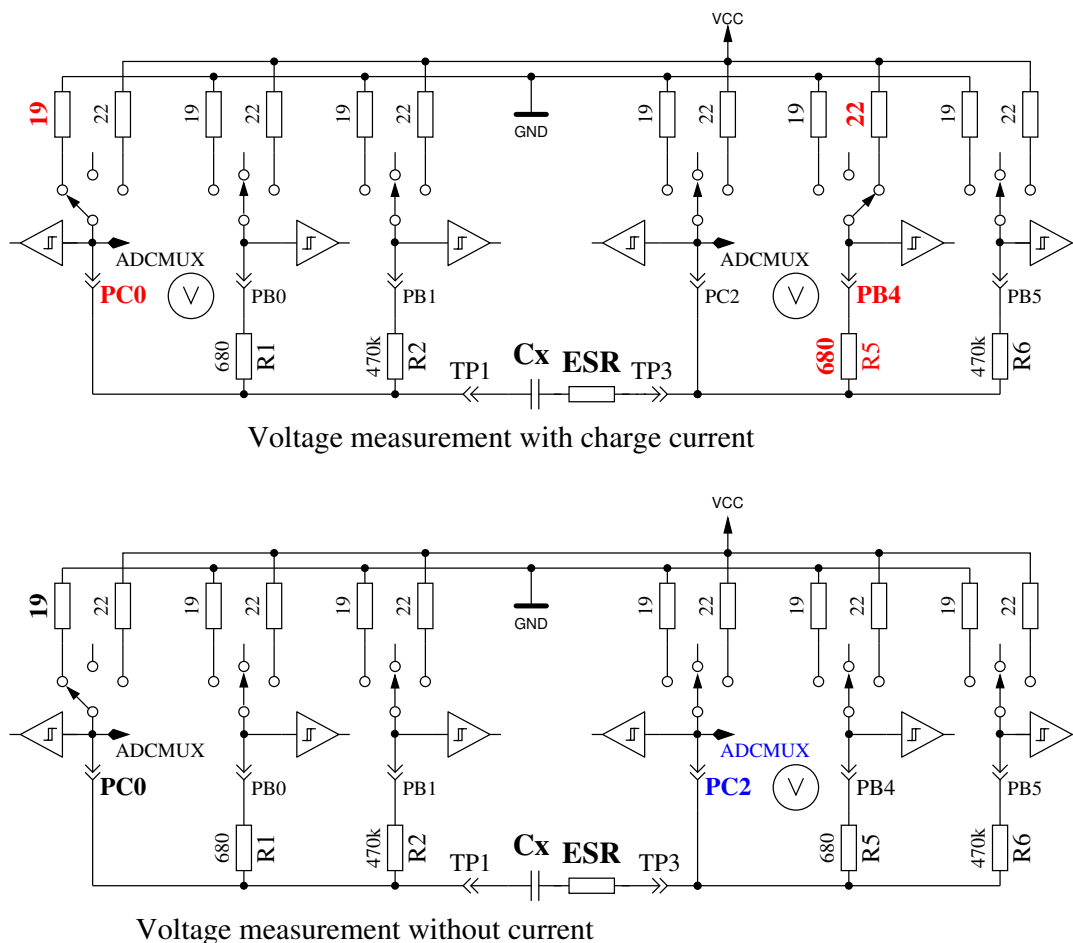 VCC
19
22
19
22
19
22
GND
19
22
19
22
19
22
ADCMUX
ADCMUX
PC0
V
PB0
PB1
PC2
V
PB4
PB5
680
R1
470k
R2
680
R5
470k
R6
TP1
Cx
ESR
TP3
Voltage measurement with charge current
VCC
19
22
19
22
19
22
GND
19
22
19
22
19
22
ADCMUX
ADCMUX
PC0
PB0
PB1
PC2
V
PB4
PB5
680
R1
470k
R2
680
R5
470k
R6
TP1
Cx
ESR
TP3
Voltage measurement without current